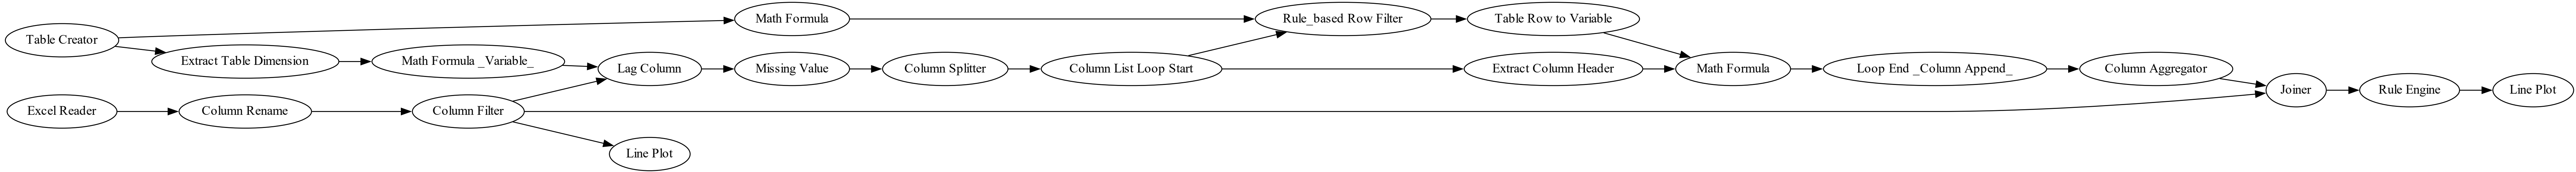 Table Creator
Math Formula
Rule_based Row Filter
Table Row to Variable
Extract Table Dimension
Math Formula _Variable_
Lag Column
Missing Value
Column Splitter
Column List Loop Start
Extract Column Header
Math Formula
Loop End _Column Append_
Column Aggregator
Excel Reader
Column Rename
Column Filter
Joiner
Rule Engine
Line Plot
Line Plot